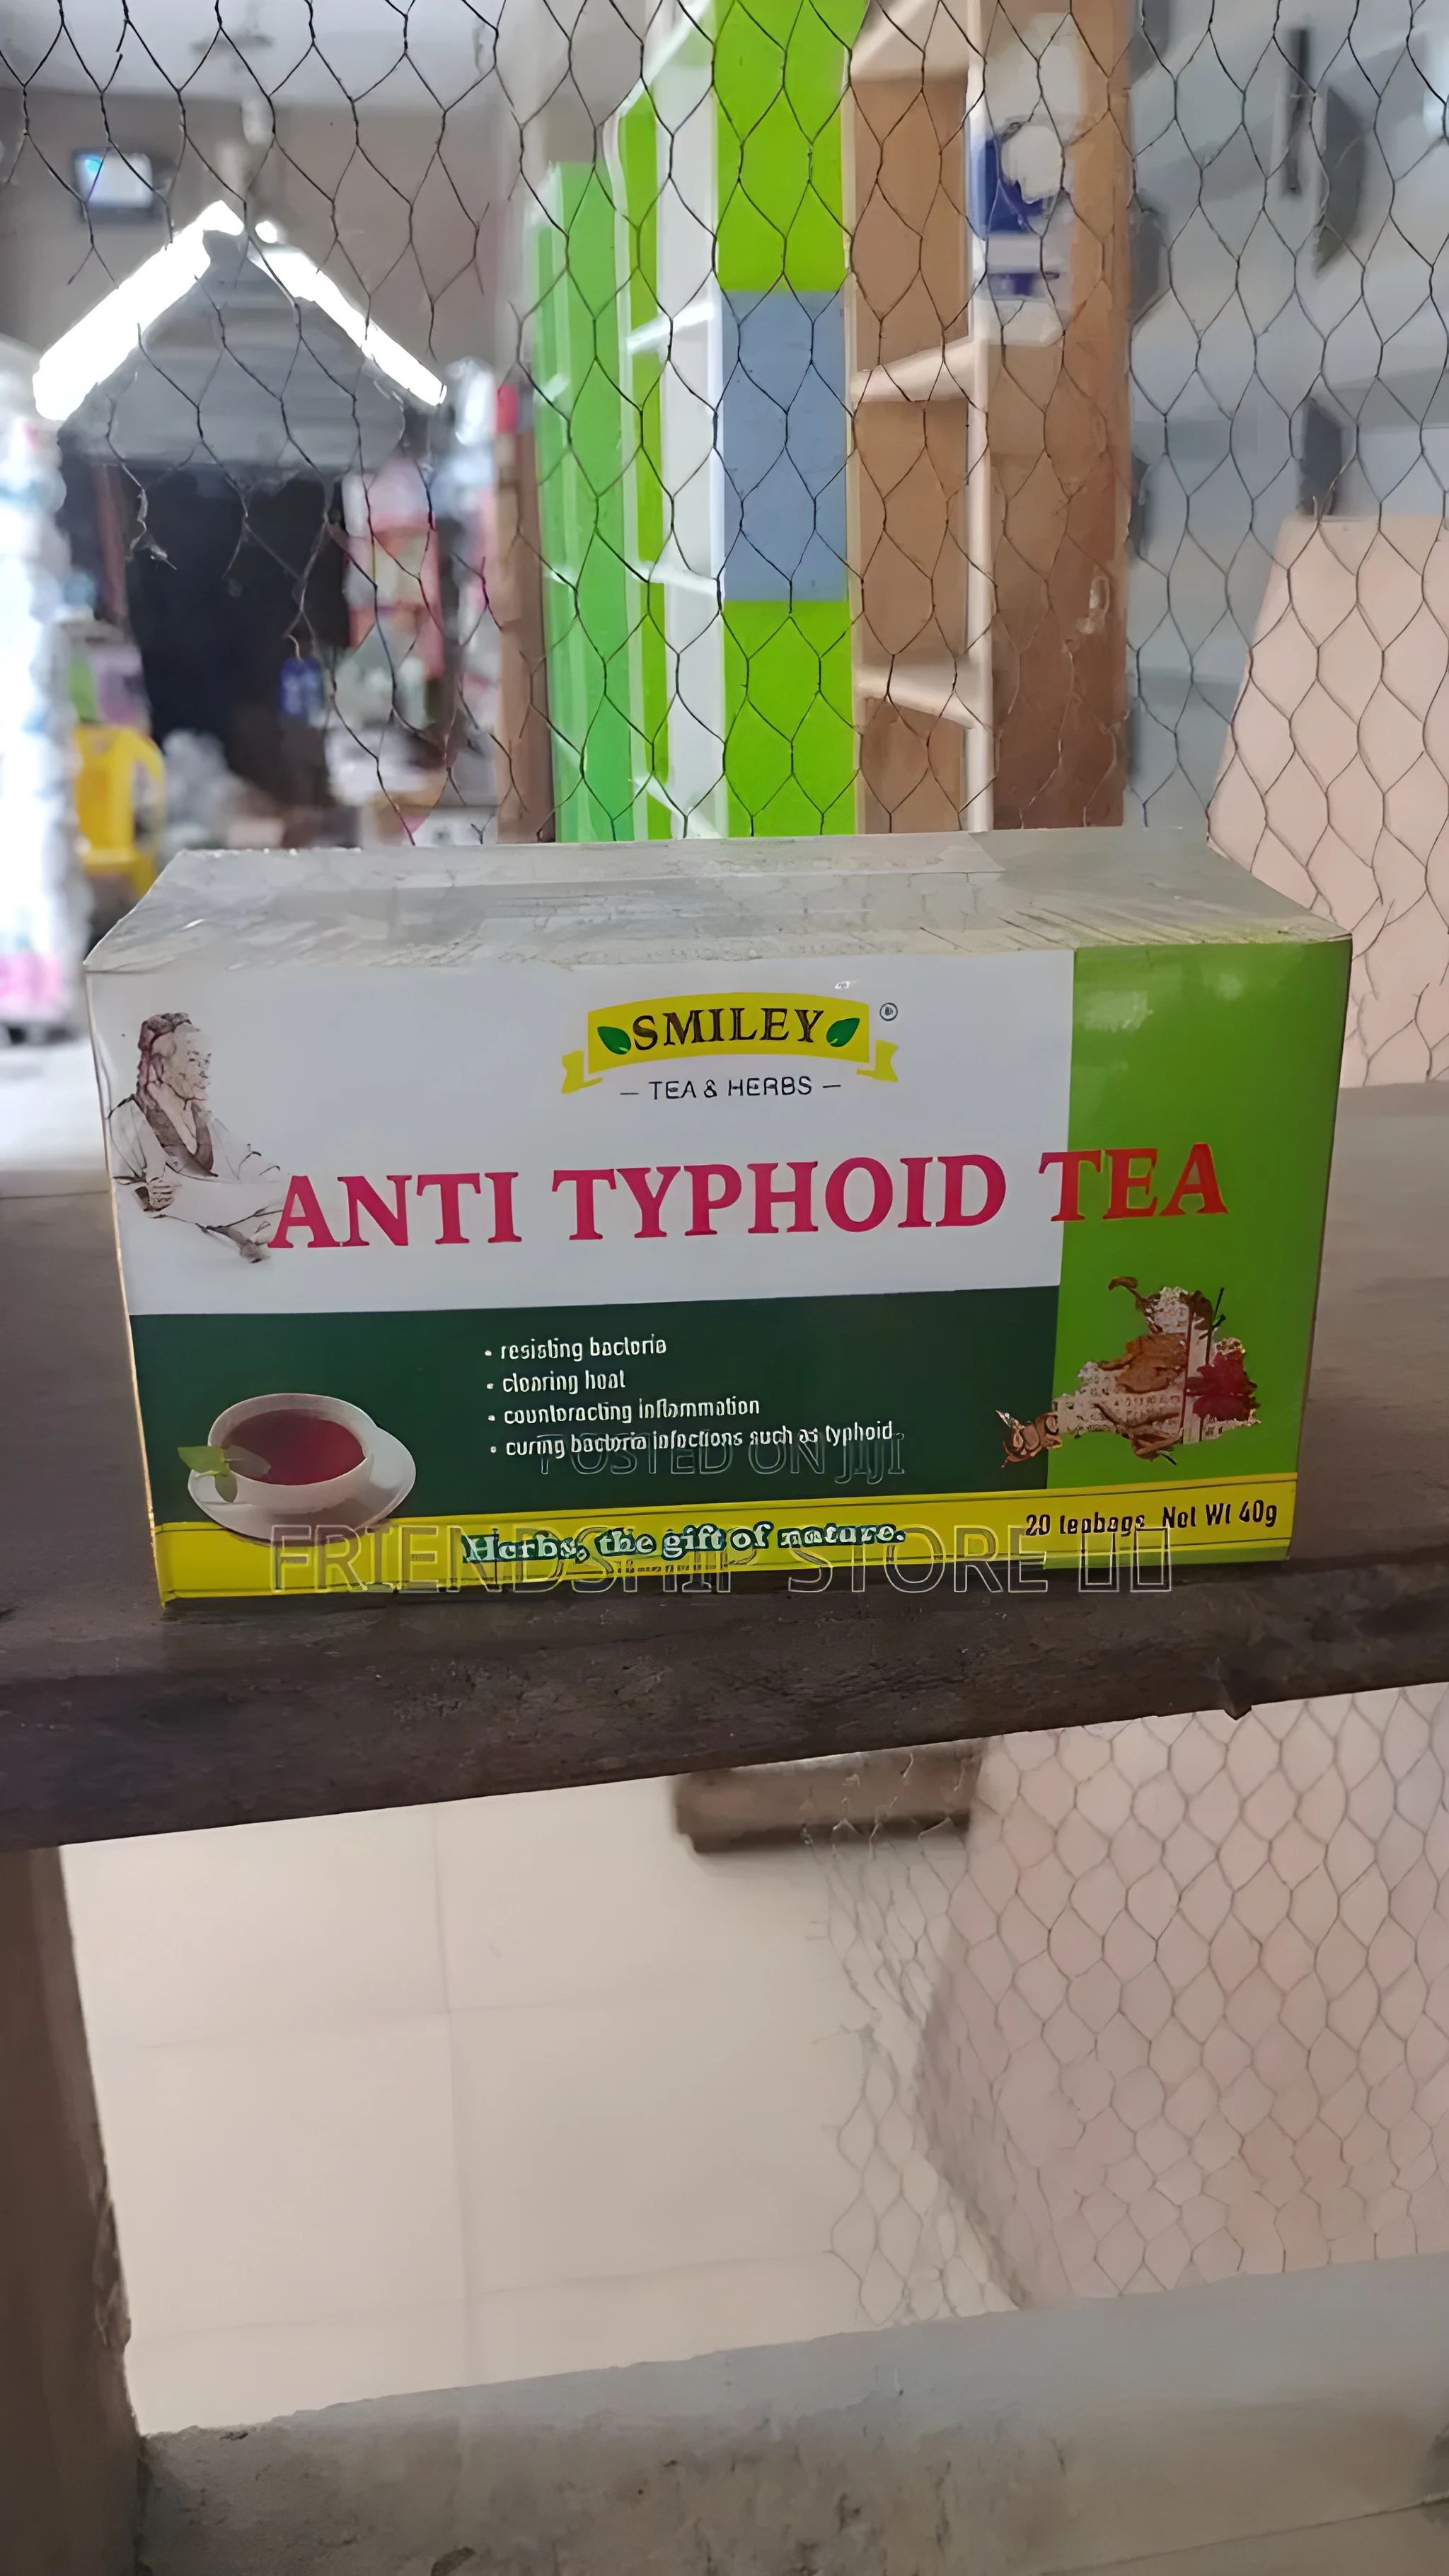 SMILEY
— TEA & HERBS —
ANTI TYPHOID TEA
• resisting bacteria
• clearing heat
• counteracting inflammation
• curing bacteria infections such as typhoid
POSTED ON JIJI
Herbs, the gift of nature.
20 teabags Net Wt 40g
FRIENDSHIP STORE